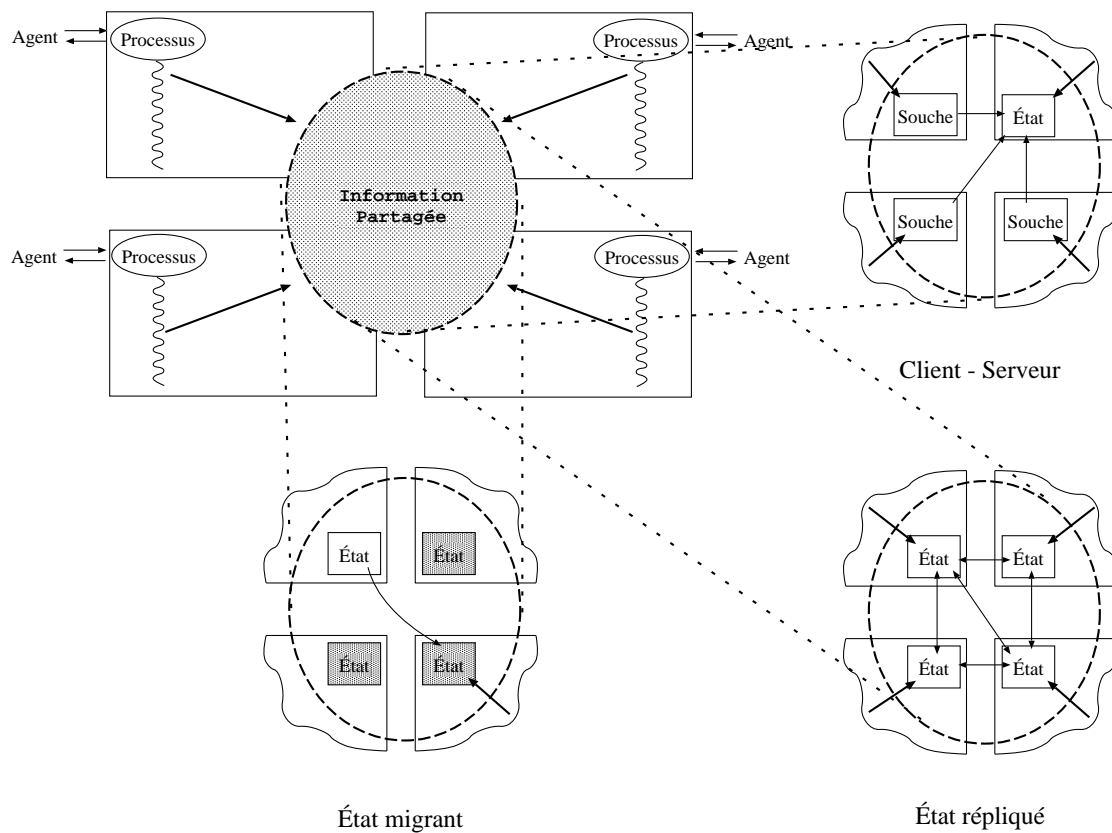 Agent
Processus
Processus
Agent
Information
Partagée
Agent
Processus
Processus
Agent
Souche
État
Souche
Souche
Client - Serveur
État
État
État
État
État migrant
État
État
État
État
État répliqué